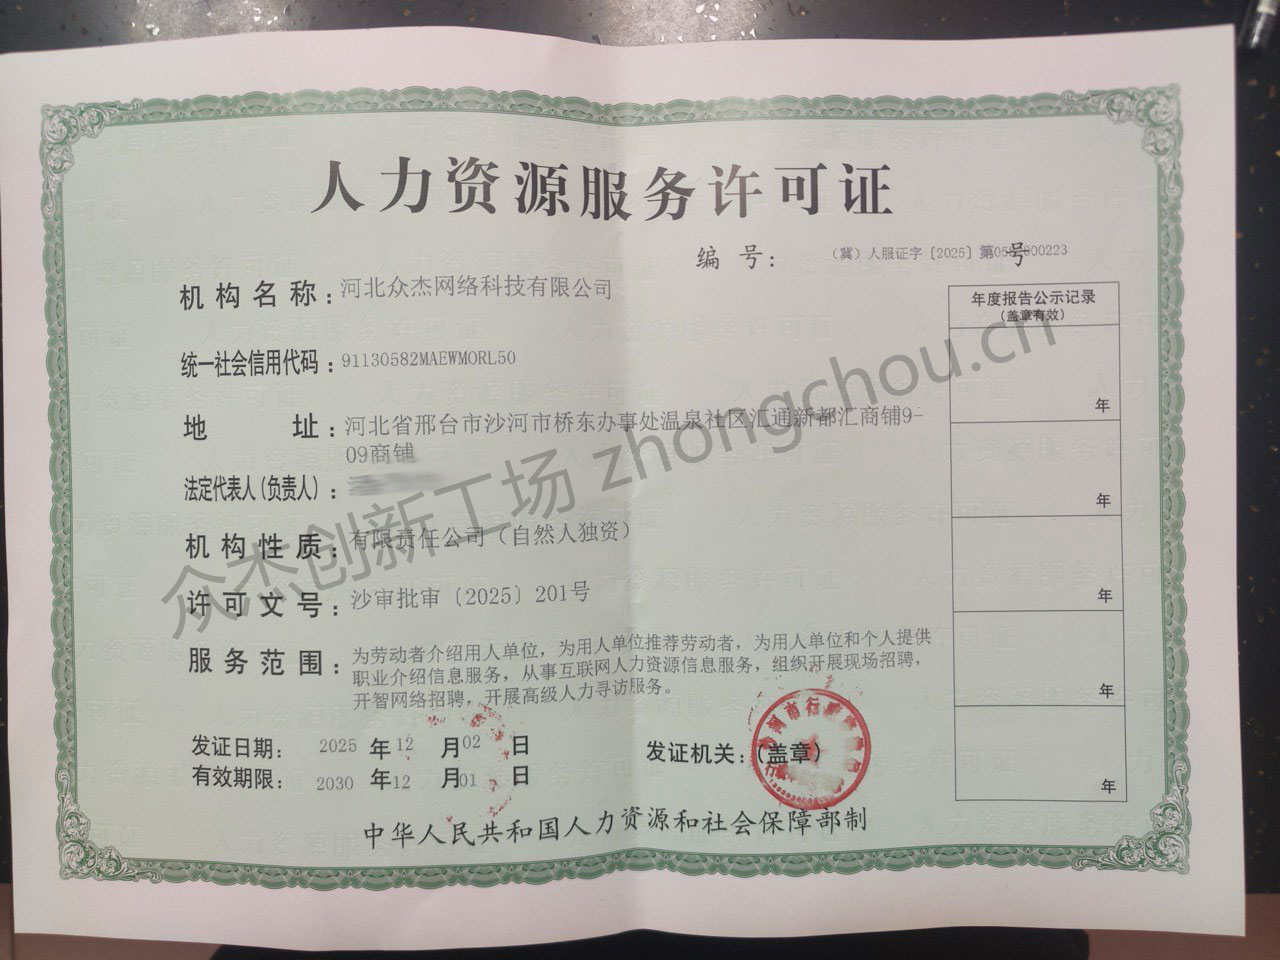 人力资源服务许可证
编 号： （冀）人服证字〔2025〕第 号 000223
机构名称：河北众杰网络科技有限公司
统一社会信用代码：91130582MAEWMORL50
地 址：河北省邢台市沙河市桥东办事处温泉社区汇通新都汇商铺9-
09商铺
法定代表人(负责人)：
机构性质：有限责任公司（自然人独资）
许可文号：沙审批审〔2025〕201号
服务范围：为劳动者介绍用人单位，为用人单位推荐劳动者，为用人单位和个人提供
职业介绍信息服务，从事互联网人力资源信息服务，组织开展现场招聘，
开智网络招聘，开展高级人力寻访服务。
发证日期： 2025 年 12 月 02 日
有效期限： 2030 年 12 月 01 日
发证机关：（盖章）
中华人民共和国人力资源和社会保障部制
年度报告公示记录
（盖章有效）
年
年
年
年
年
众杰创新工场 zhongchou.cn